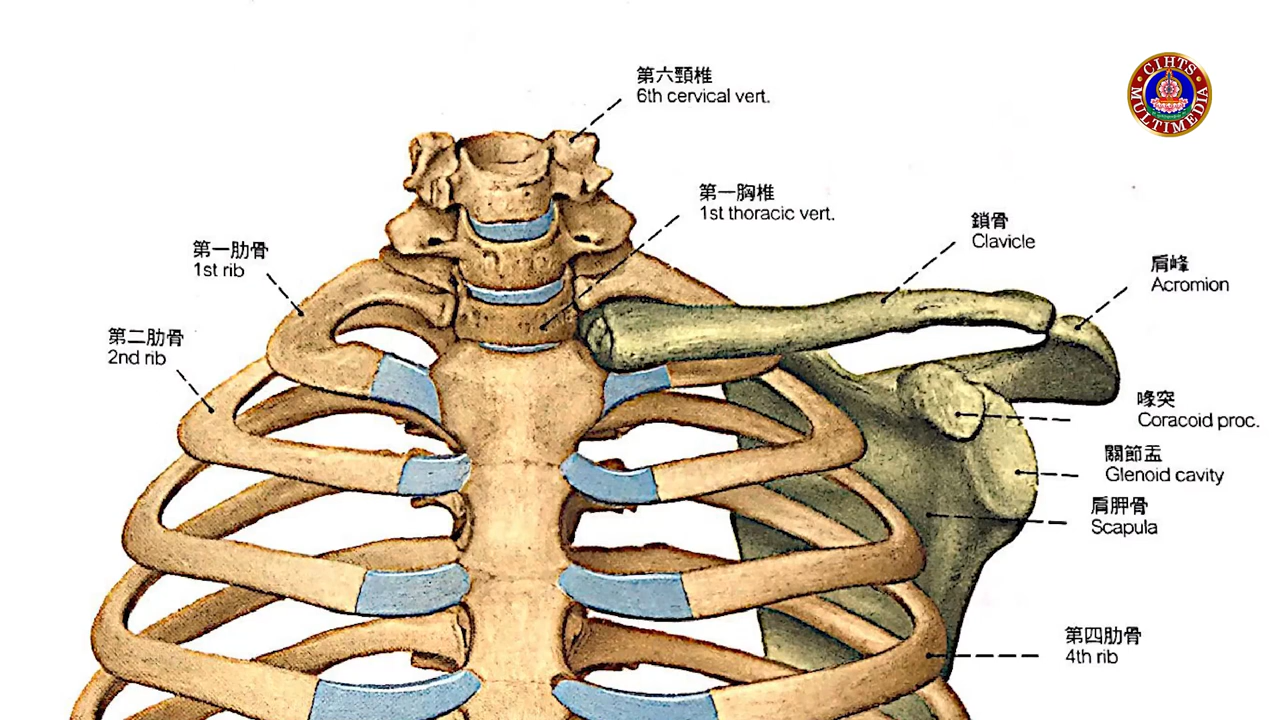 第六頸椎
6th cervical vert.
CIHTS
MULTIMEDIA
第一胸椎
1st thoracic vert.
鎖骨
Clavicle
第一肋骨
1st rib
肩峰
Acromion
第二肋骨
2nd rib
喙突
Coracoid proc.
關節盂
Glenoid cavity
肩胛骨
Scapula
第四肋骨
4th rib